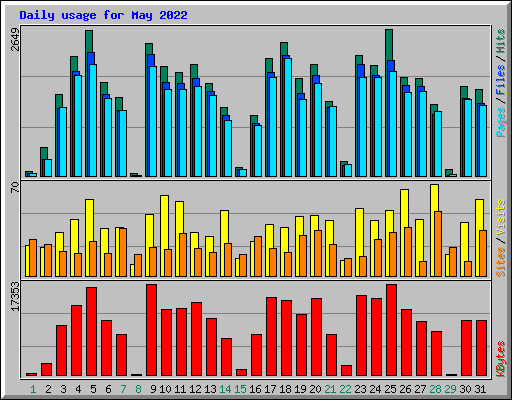 Daily usage for May 2022
2649
Pages / Files / Hits
70
Sites / Visits
17353
KBytes
1 2 3 4 5 6 7 8 9 10 11 12 13 14 15 16 17 18 19 20 21 22 23 24 25 26 27 28 29 30 31